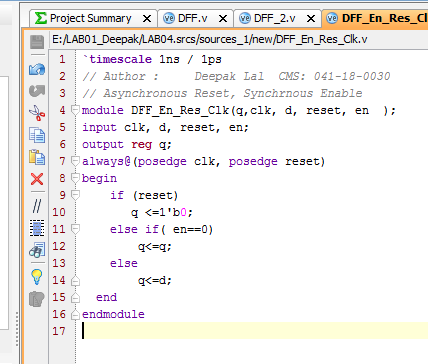 Project Summary DFF.v DFF_2.v DFF_En_Res_Cl
E:/LAB01_Deepak/LAB04.srcs/sources_1/new/DFF_En_Res_Clk.v
1 `timescale 1ns / 1ps
2 // Author :     Deepak Lal  CMS: 041-18-0030
3 // Asynchronous Reset, Synchrnous Enable
4 module DFF_En_Res_Clk(q,clk, d, reset, en  );
5 input clk, d, reset, en;
6 output reg q;
7 always@(posedge clk, posedge reset)
8 begin
9     if (reset)
10        q <=1'b0;
11    else if( en==0)
12        q<=q;
13    else
14        q<=d;
15  end
16 endmodule
17